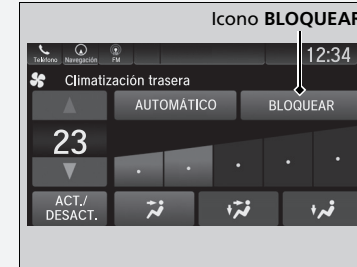 Icono BLOQUEAR
Teléfono Navegación FM 12:34
Climatización trasera
AUTOMÁTICO BLOQUEAR
23
ACT./
DESACT.